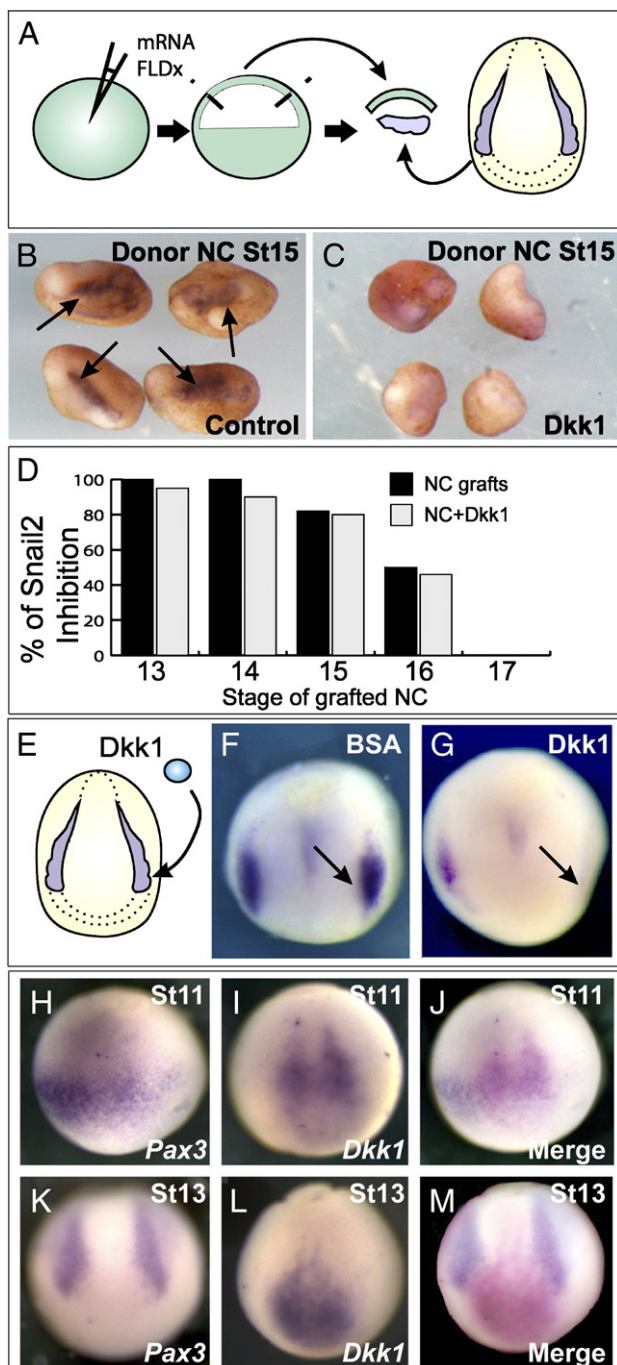 A
mRNA
FLDx
B
Donor NC St15
Control
C
Donor NC St15
Dkk1
D
% of Snail2
Inhibition
100
80
60
40
20
0
NC grafts
NC+Dkk1
13 14 15 16 17
Stage of grafted NC
E
Dkk1
F
BSA
G
Dkk1
H
St11
Pax3
I
St11
Dkk1
J
St11
Merge
K
St13
Pax3
L
St13
Dkk1
M
St13
Merge